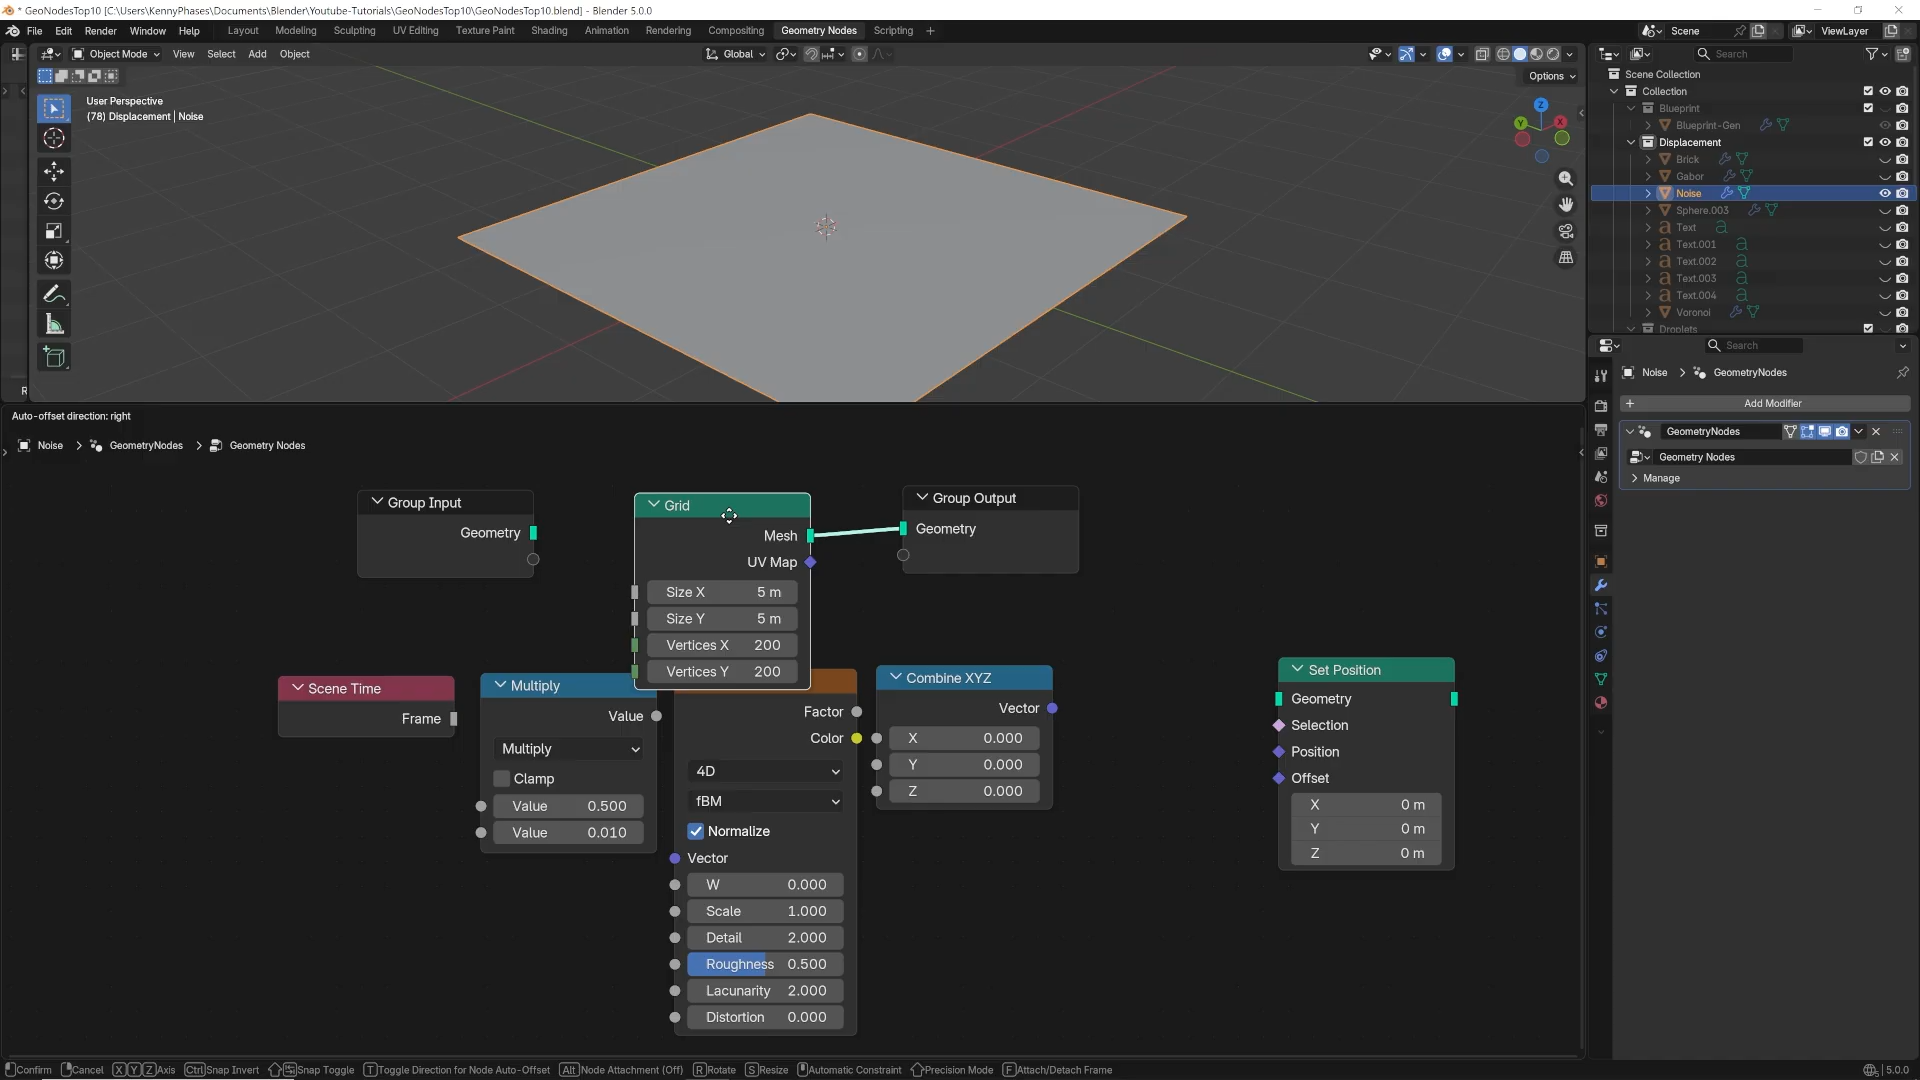 * GeoNodesTop10 [C:\Users\KennyPhases\Documents\Blender\Youtube-Tutorials\GeoNodesTop10\GeoNodesTop10.blend] - Blender 5.0.0
File Edit Render Window Help Layout Modeling Sculpting UV Editing Texture Paint Shading Animation Rendering Compositing Geometry Nodes Scripting + Scene ViewLayer
Object Mode View Select Add Object Global Search
Options
User Perspective
(78) Displacement | Noise
Z
Y
X
Scene Collection
Collection
Blueprint
Blueprint-Gen
Displacement
Brick
Gabor
Noise
Sphere.003
Text
Text.001
Text.002
Text.003
Text.004
Voronoi
Droplets
Search
Noise > GeometryNodes
+ Add Modifier
GeometryNodes
Geometry Nodes
Manage
R
Auto-offset direction: right
Noise > GeometryNodes > Geometry Nodes
Group Input
Geometry
Grid
Mesh
UV Map
Size X 5 m
Size Y 5 m
Vertices X 200
Vertices Y 200
Group Output
Geometry
Scene Time
Frame
Multiply
Value
Multiply
Clamp
Value 0.500
Value 0.010
Factor
Color
4D
fBM
Normalize
Vector
W 0.000
Scale 1.000
Detail 2.000
Roughness 0.500
Lacunarity 2.000
Distortion 0.000
Combine XYZ
Vector
X 0.000
Y 0.000
Z 0.000
Set Position
Geometry
Selection
Position
Offset
X 0 m
Y 0 m
Z 0 m
Confirm Cancel X Y Z Axis Ctrl Snap Invert Snap Toggle T Toggle Direction for Node Auto-Offset Alt Node Attachment (Off) R Rotate S Resize Automatic Constraint Precision Mode F Attach/Detach Frame 5.0.0